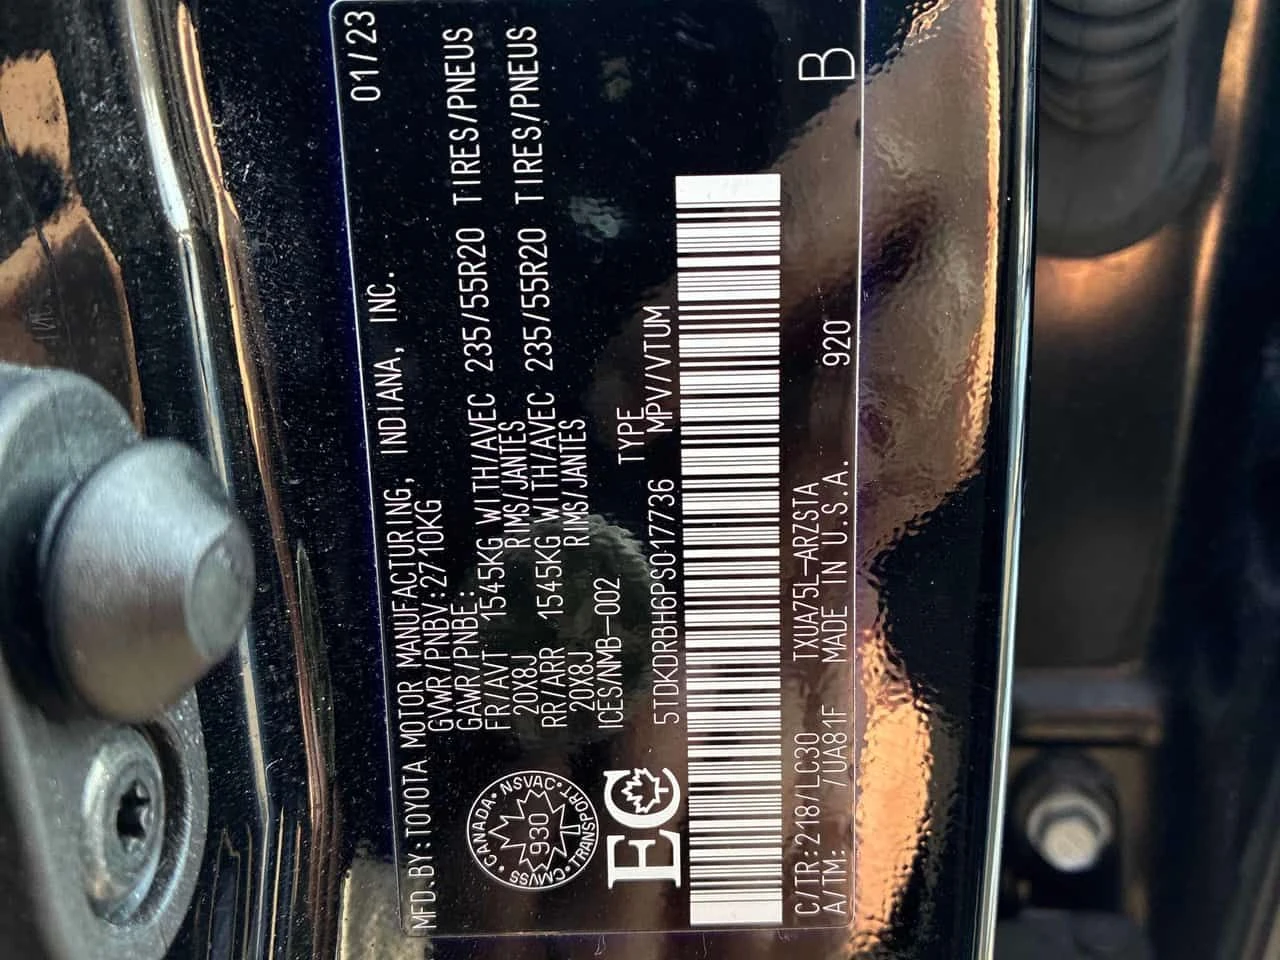 MFD.BY:TOYOTA MOTOR MANUFACTURING, INDIANA, INC. 01/23
GVWR/PNBV:2710KG
GAWR/PNBE:
FR/AVT 1545KG WITH/AVEC 235/55R20 TIRES/PNEUS
20X8J RIMS/JANTES
RR/ARR 1545KG WITH/AVEC 235/55R20 TIRES/PNEUS
20X8J RIMS/JANTES
ICES/NMB-002
CANADA • NSVAC • TRANSPORT • CMVSS •
930
EC
TYPE
5TDKDRBH6PS017736 MPV/VTUM
C/TR:218/LC30 TXUA75L-ARZSTA
A/TM: /UA81F MADE IN U.S.A. 920 B